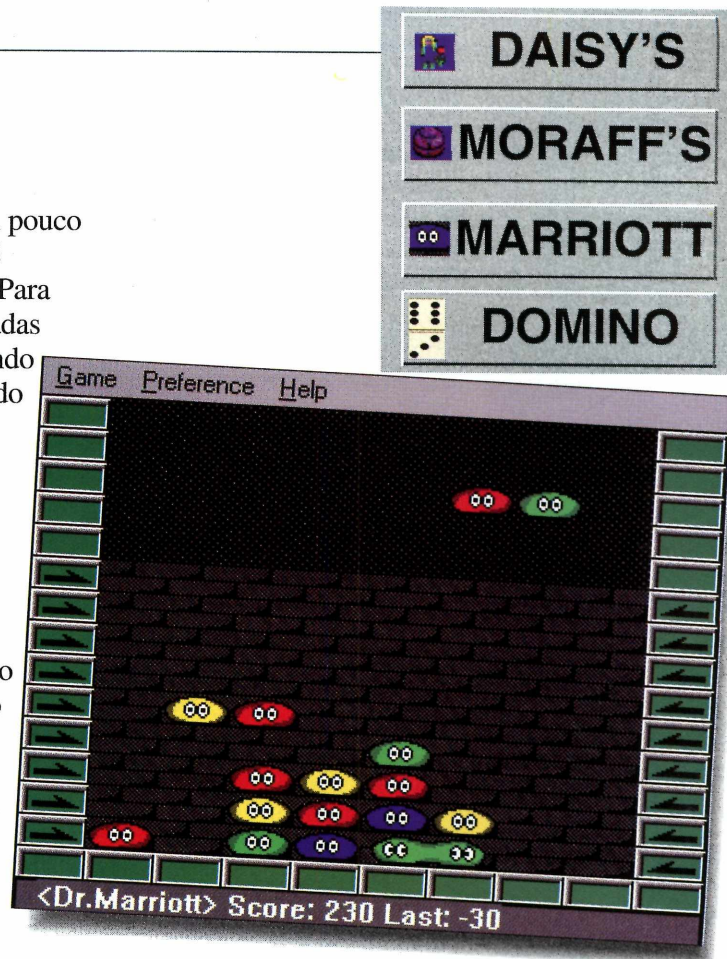 DAISY'S
MORAFF'S
MARRIOTT
DOMINO
pouco
Para
das
ndo
do
o
Game Preference Help
<Dr.Marriott> Score: 230 Last: -30